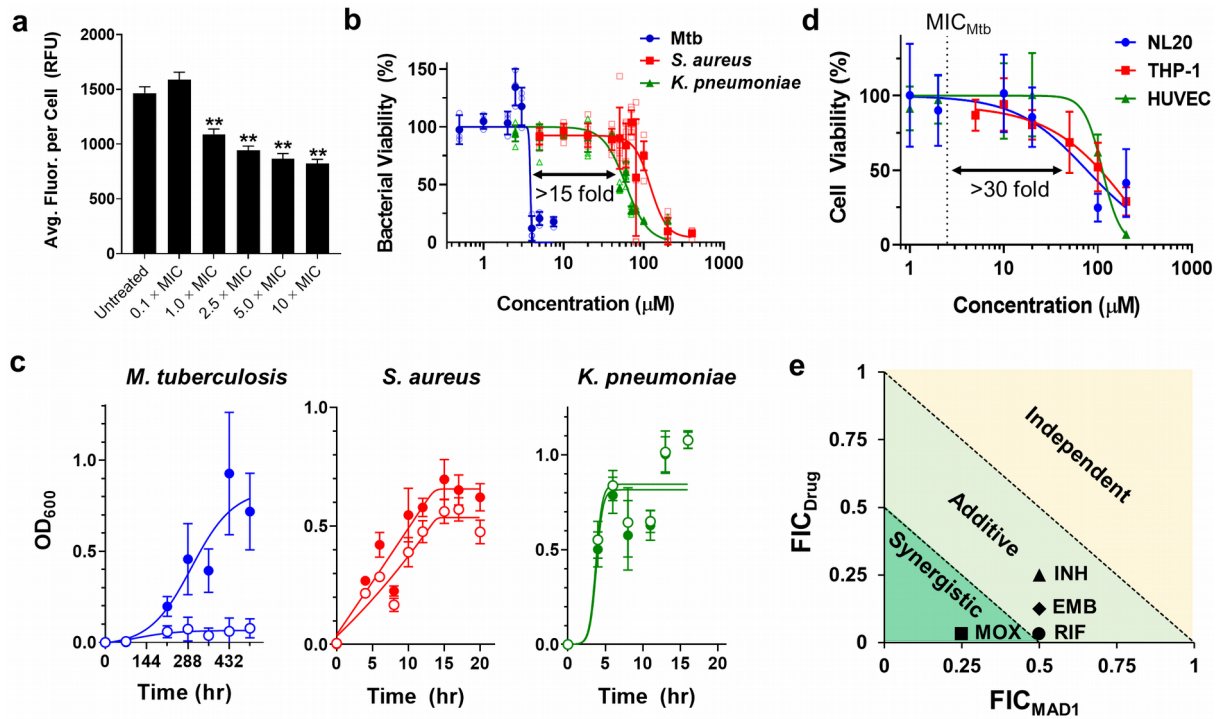 a
Avg. Fluor. per Cell (RFU)
2000
1500
1000
500
0
**
**
**
**
Untreated
0.1 × MIC
1.0 × MIC
2.5 × MIC
5.0 × MIC
10 × MIC
b
Bacterial Viability (%)
150
100
50
0
Mtb
S. aureus
K. pneumoniae
>15 fold
1
10
100
1000
Concentration (μM)
d
MIC_Mtb
Cell Viability (%)
100
50
0
NL20
THP-1
HUVEC
>30 fold
1
10
100
1000
Concentration (μM)
c
M. tuberculosis
OD600
1.0
0.5
0.0
0
144
288
432
Time (hr)
S. aureus
1.0
0.5
0.0
0
5
10
15
20
Time (hr)
K. pneumoniae
1.0
0.5
0.0
0
5
10
15
20
Time (hr)
e
FIC_Drug
1
0.75
0.5
0.25
0
Independent
Additive
Synergistic
INH
EMB
MOX
RIF
0
0.25
0.5
0.75
1
FIC_MAD1